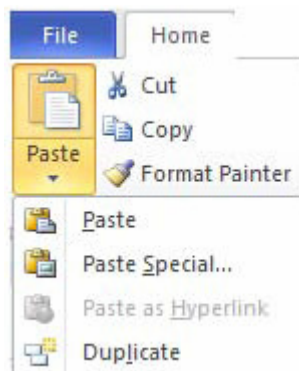 File Home
Cut
Copy
Paste
Format Painter
Paste
Paste Special...
Paste as Hyperlink
Duplicate